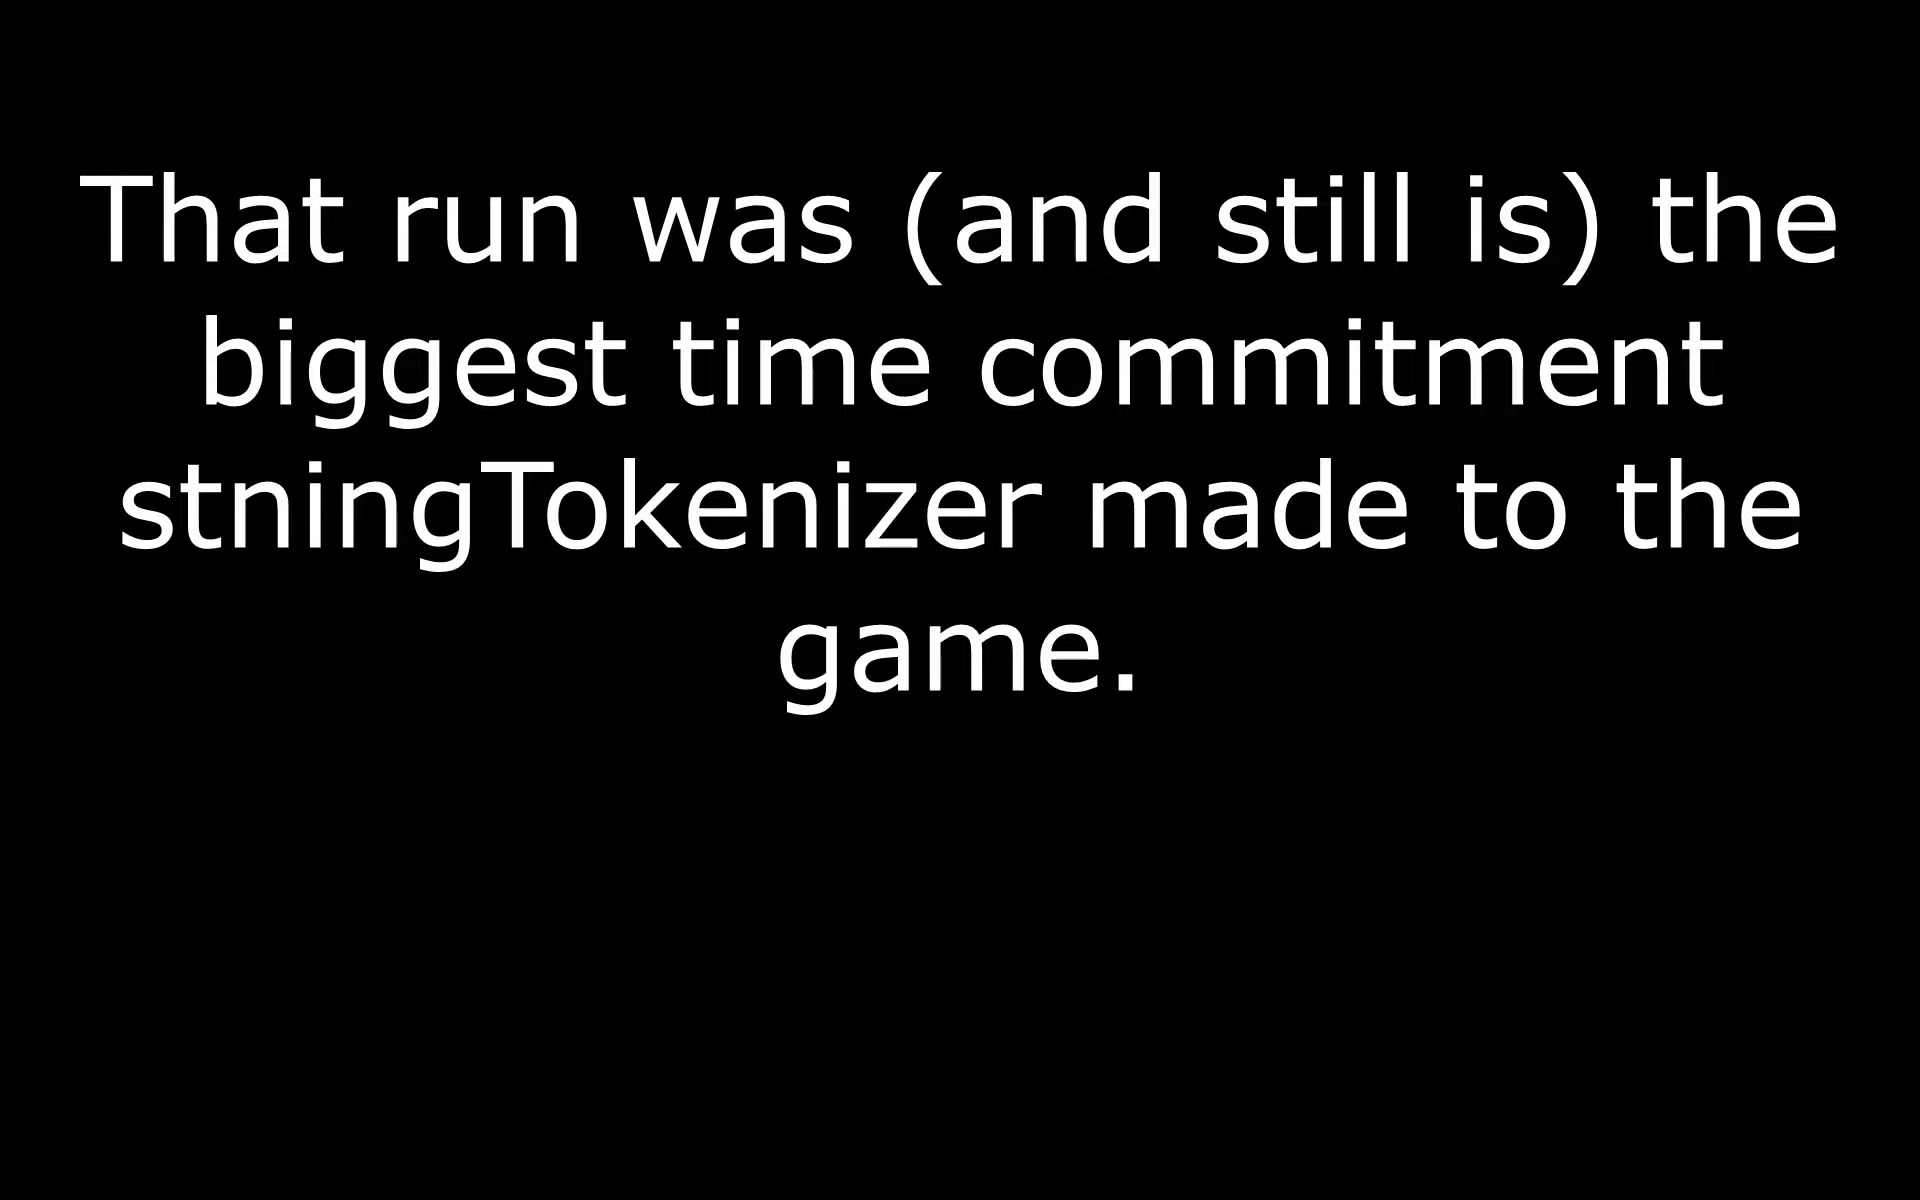 That run was (and still is) the
biggest time commitment
stningTokenizer made to the
game.